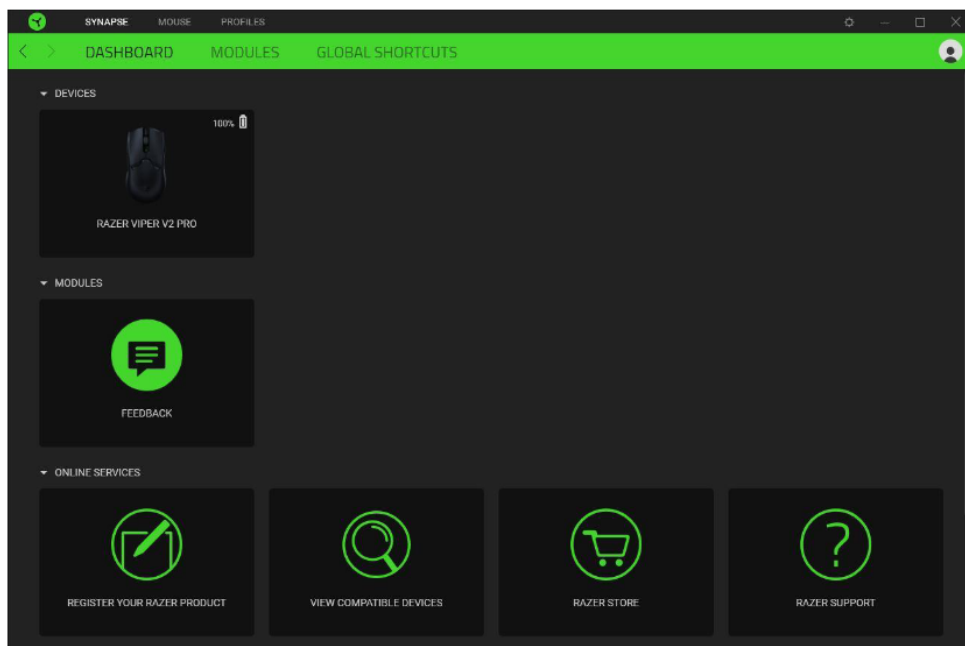 SYNAPSE MOUSE PROFILES
DASHBOARD MODULES GLOBAL SHORTCUTS
DEVICES
100%
RAZER VIPER V2 PRO
MODULES
FEEDBACK
ONLINE SERVICES
REGISTER YOUR RAZER PRODUCT VIEW COMPATIBLE DEVICES RAZER STORE RAZER SUPPORT